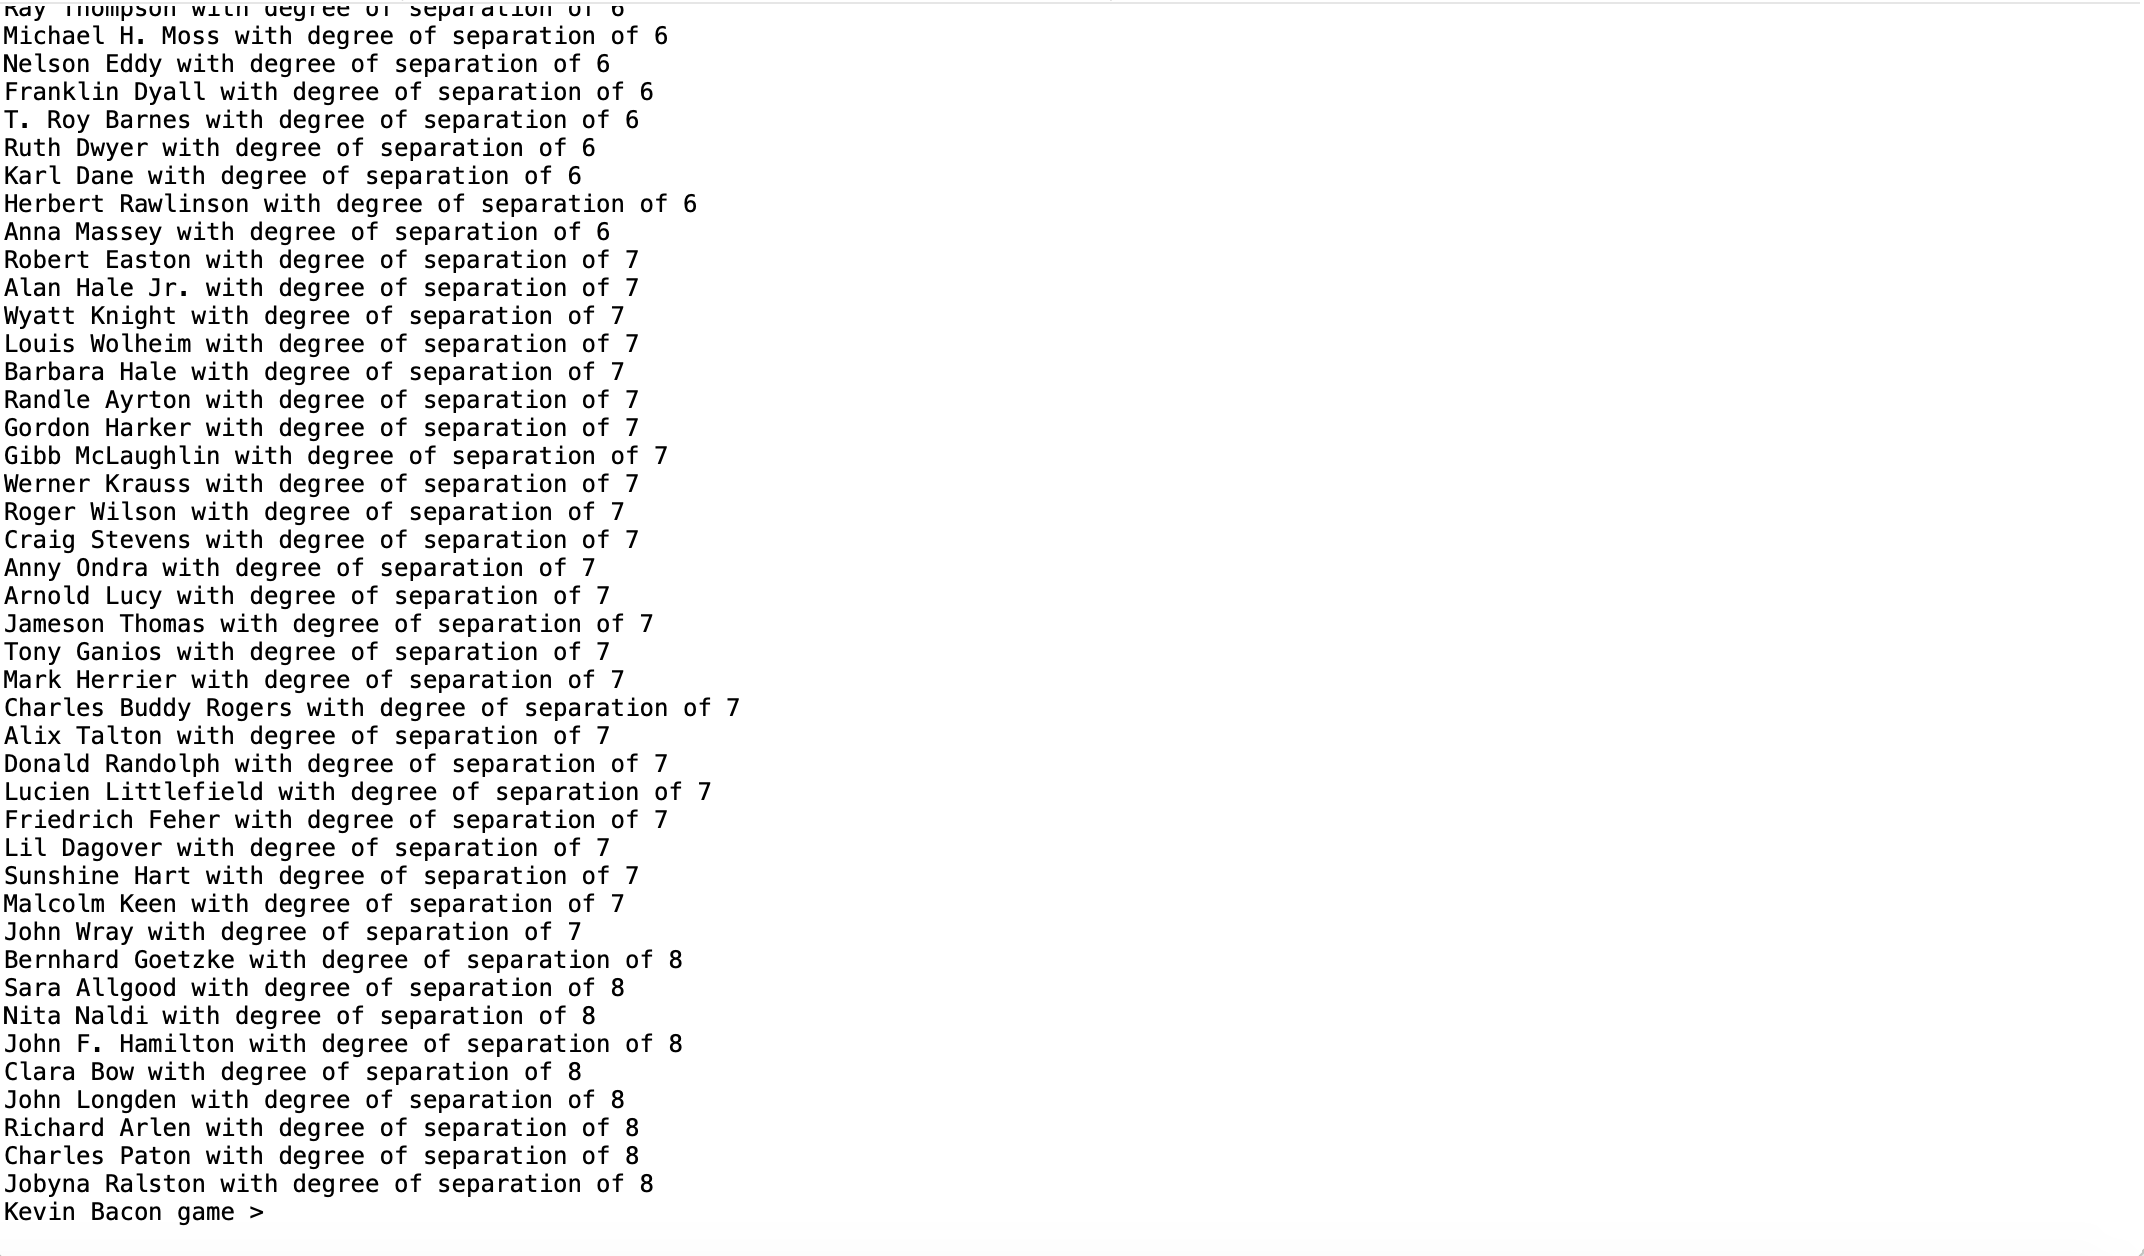 Ray Thompson with degree of separation of 6
Michael H. Moss with degree of separation of 6
Nelson Eddy with degree of separation of 6
Franklin Dyall with degree of separation of 6
T. Roy Barnes with degree of separation of 6
Ruth Dwyer with degree of separation of 6
Karl Dane with degree of separation of 6
Herbert Rawlinson with degree of separation of 6
Anna Massey with degree of separation of 6
Robert Easton with degree of separation of 7
Alan Hale Jr. with degree of separation of 7
Wyatt Knight with degree of separation of 7
Louis Wolheim with degree of separation of 7
Barbara Hale with degree of separation of 7
Randle Ayrton with degree of separation of 7
Gordon Harker with degree of separation of 7
Gibb McLaughlin with degree of separation of 7
Werner Krauss with degree of separation of 7
Roger Wilson with degree of separation of 7
Craig Stevens with degree of separation of 7
Anny Ondra with degree of separation of 7
Arnold Lucy with degree of separation of 7
Jameson Thomas with degree of separation of 7
Tony Ganios with degree of separation of 7
Mark Herrier with degree of separation of 7
Charles Buddy Rogers with degree of separation of 7
Alix Talton with degree of separation of 7
Donald Randolph with degree of separation of 7
Lucien Littlefield with degree of separation of 7
Friedrich Feher with degree of separation of 7
Lil Dagover with degree of separation of 7
Sunshine Hart with degree of separation of 7
Malcolm Keen with degree of separation of 7
John Wray with degree of separation of 7
Bernhard Goetzke with degree of separation of 8
Sara Allgood with degree of separation of 8
Nita Naldi with degree of separation of 8
John F. Hamilton with degree of separation of 8
Clara Bow with degree of separation of 8
John Longden with degree of separation of 8
Richard Arlen with degree of separation of 8
Charles Paton with degree of separation of 8
Jobyna Ralston with degree of separation of 8
Kevin Bacon game >